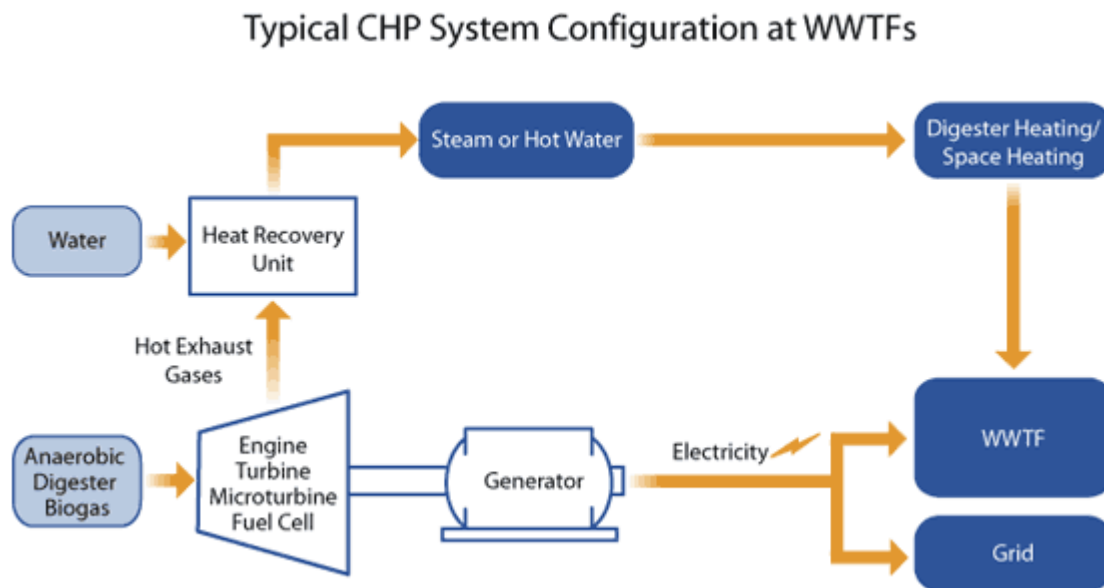 Typical CHP System Configuration at WWTFs
Steam or Hot Water
Digester Heating/
Space Heating
Water
Heat Recovery
Unit
Hot Exhaust
Gases
Anaerobic
Digester
Biogas
Engine
Turbine
Microturbine
Fuel Cell
Generator
Electricity
WWTF
Grid